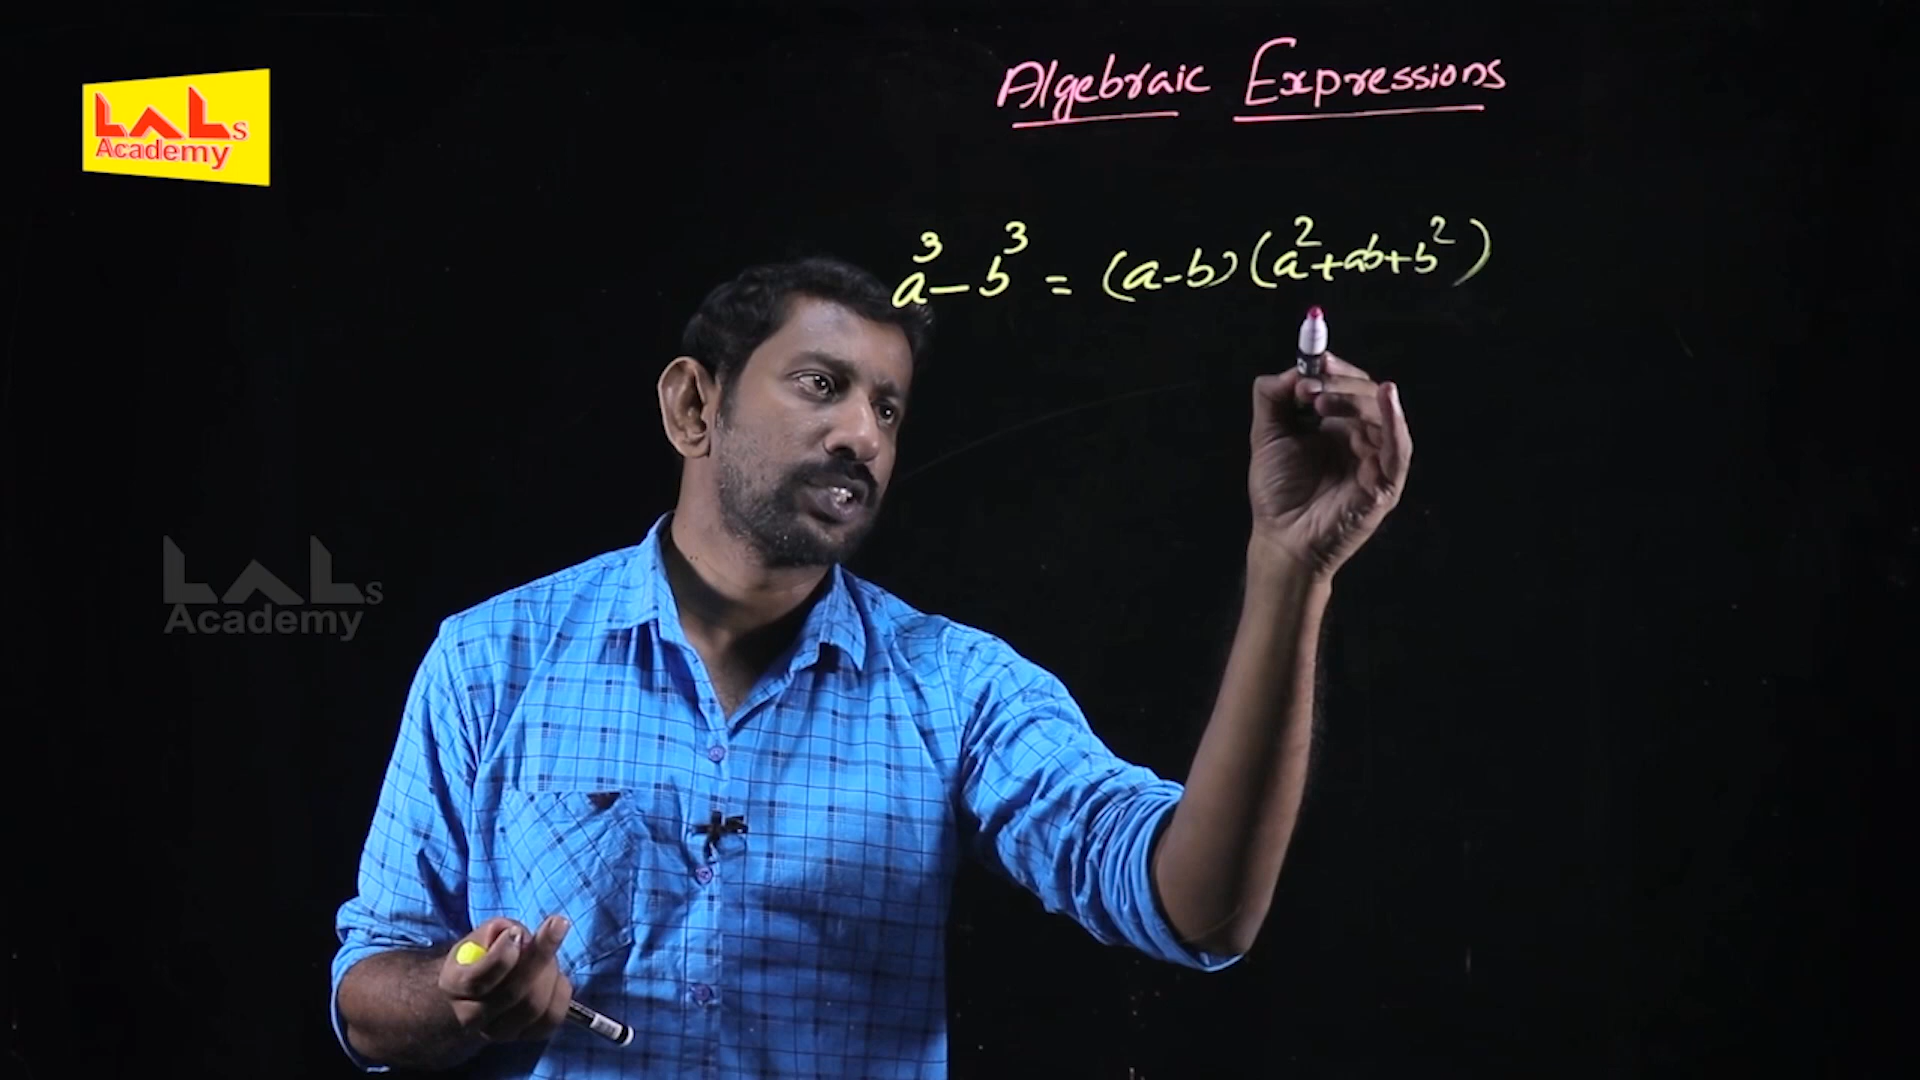 LALs
Academy
Algebraic Expressions
a³ - b³ = (a-b) (a²+ab+b²)
LALs
Academy